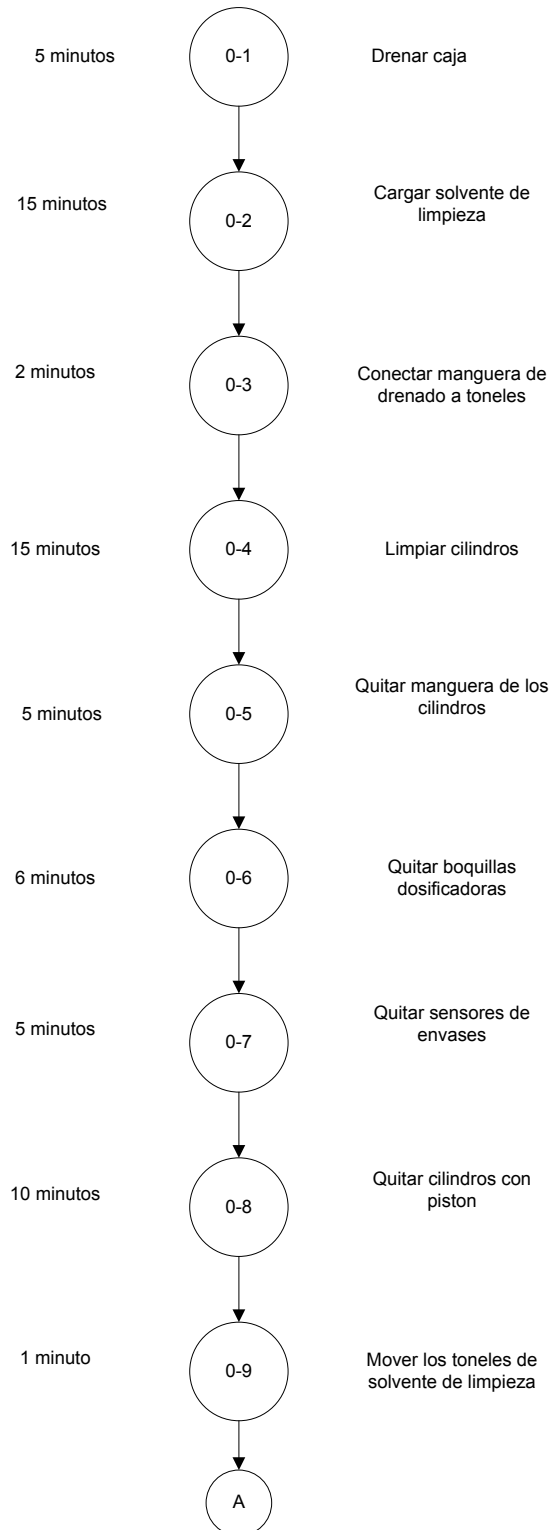 5 minutos
0-1
Drenar caja
15 minutos
0-2
Cargar solvente de
limpieza
2 minutos
0-3
Conectar manguera de
drenado a toneles
15 minutos
0-4
Limpiar cilindros
5 minutos
0-5
Quitar manguera de los
cilindros
6 minutos
0-6
Quitar boquillas
dosificadoras
5 minutos
0-7
Quitar sensores de
envases
10 minutos
0-8
Quitar cilindros con
piston
1 minuto
0-9
Mover los toneles de
solvente de limpieza
A